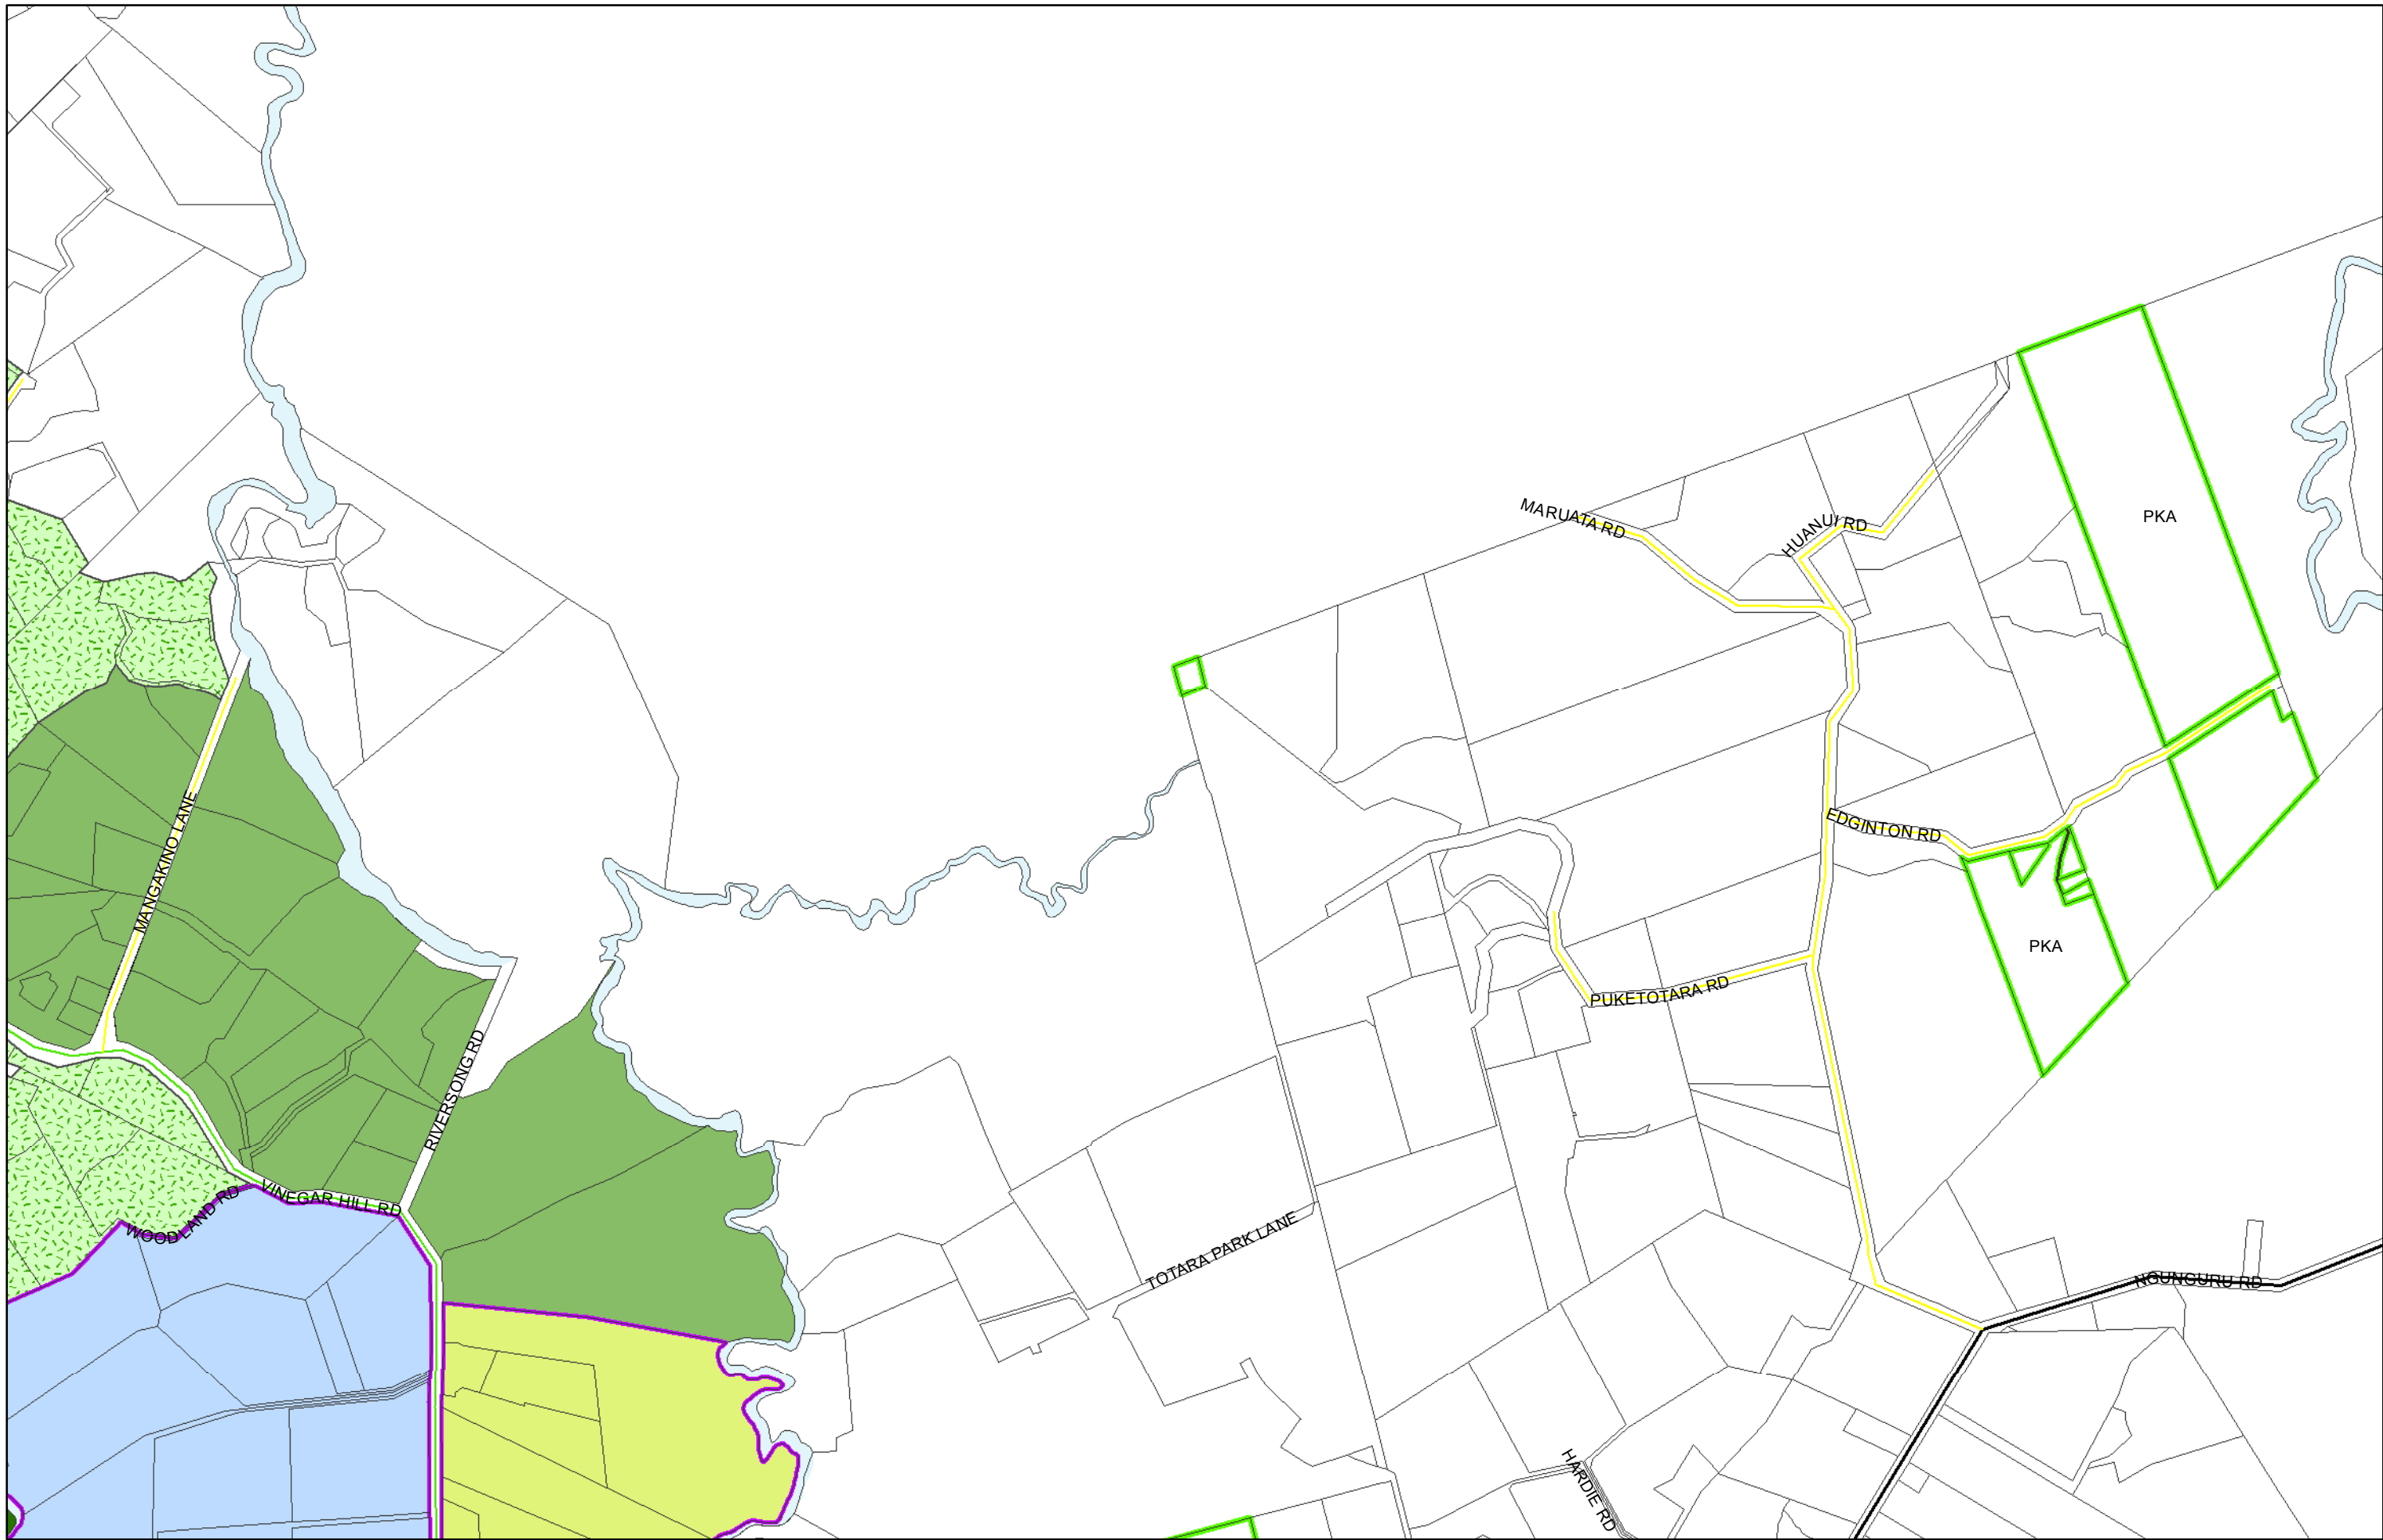 MARUATA RD
HUANUI RD
PKA
MANGAKINO LANE
EDGINTON RD
PKA
PUKETOTARA RD
RIVERSONG RD
VINEGAR HILL RD
WOODLAND RD
TOTARA PARK LANE
NGUNGURU RD
HARDIE RD